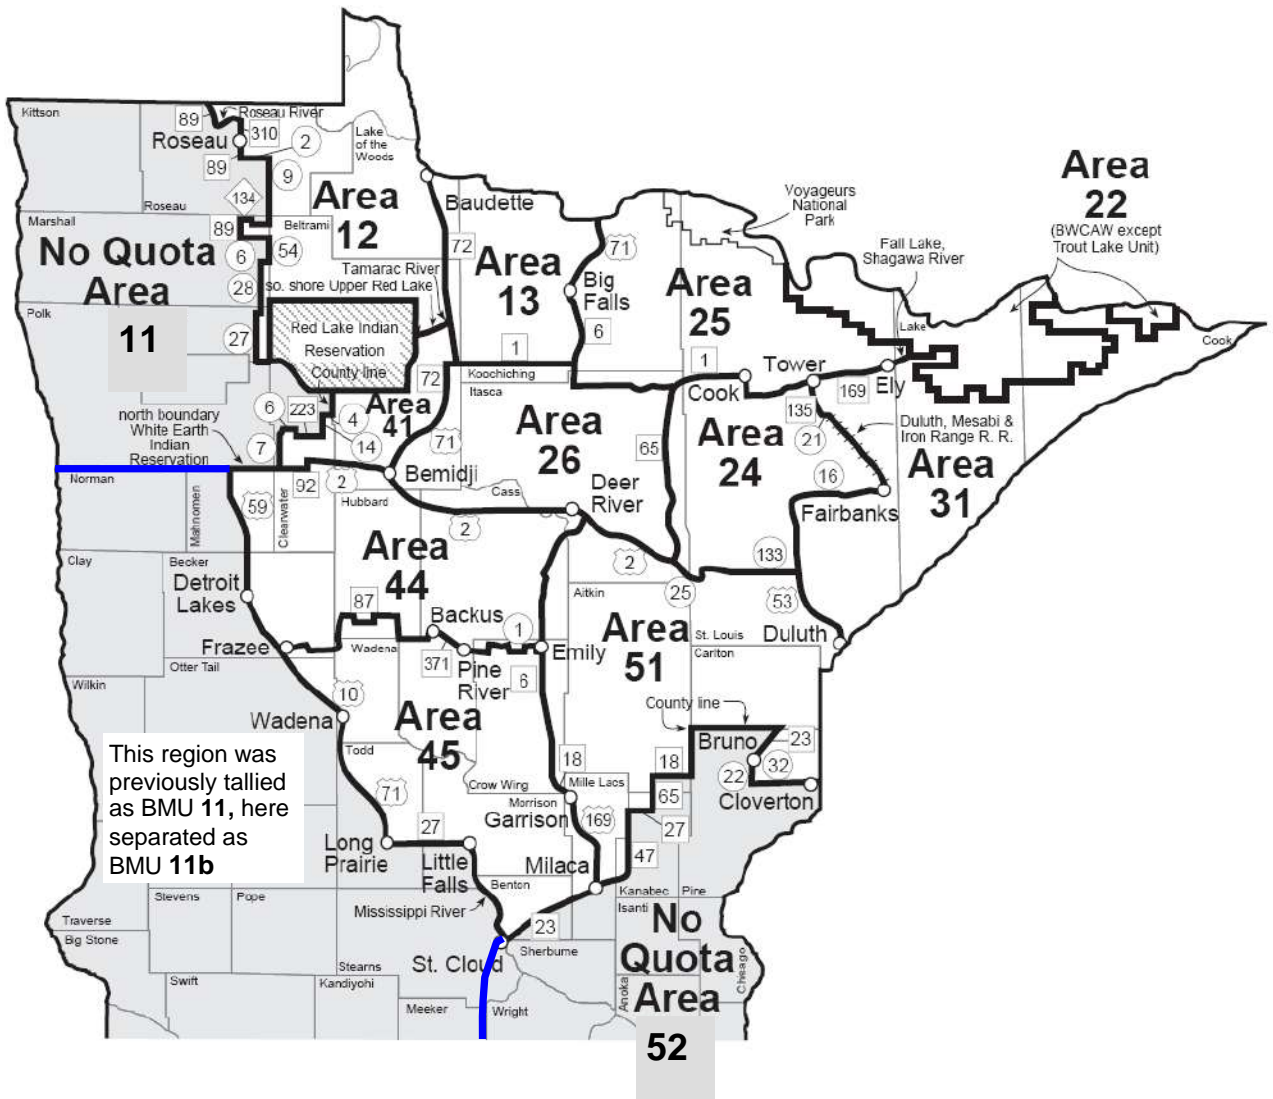 Kittson
89
Roseau River
Roseau
310
2
Lake
of the
Woods
89
9
Area
12
134
Roseau
Marshall
89
Beltrami
Baudette
No Quota
Area
11
6
54
28
Tamarac River
so. shore Upper Red Lake
72
Area
13
71
Big
Falls
6
1
Voyageurs
National
Park
Area
25
Fall Lake,
Shagawa River
Area
22
(BWCAW except
Trout Lake Unit)
Lake
Cook
Polk
27
Red Lake Indian
Reservation
County line
72
Koochiching
Itasca
1
Tower
Cook
169
Ely
135
21
Duluth, Mesabi &
Iron Range R. R.
Area
31
north boundary
White Earth
Indian
Reservation
6
223
4
Area
41
7
14
71
Area
26
65
Area
24
16
Fairbanks
Norman
Mahnomen
59
Clearwater
92
2
Bemidji
Hubbard
Cass
Deer
River
2
Area
44
2
133
Clay
Becker
Detroit
Lakes
87
Backus
1
Aitkin
25
53
Area
51
St. Louis
Duluth
Carlton
Frazee
Wadena
371
Pine
River
6
Emily
Otter Tail
Wilkin
10
Wadena
Area
45
County line
Bruno
23
22
32
Cloverton
This region was
previously tallied
as BMU 11, here
separated as
BMU 11b
Todd
71
Crow Wing
18
Mille Lacs
18
65
Morrison
Garrison
169
27
27
Long
Prairie
Little
Falls
Milaca
47
Benton
Kanabec
Pine
Isanti
Stevens
Pope
Mississippi River
23
Traverse
Big Stone
Stearns
St. Cloud
Sherburne
No
Quota
Area
52
Chicago
Anoka
Swift
Kandiyohi
Meeker
Wright